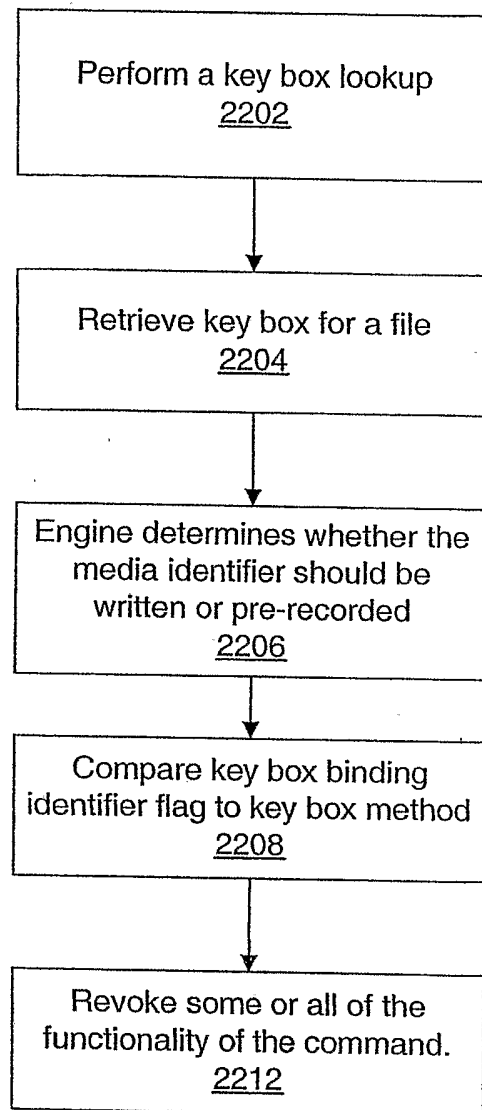 Perform a key box lookup
2202
Retrieve key box for a file
2204
Engine determines whether the
media identifier should be
written or pre-recorded
2206
Compare key box binding
identifier flag to key box method
2208
Revoke some or all of the
functionality of the command.
2212